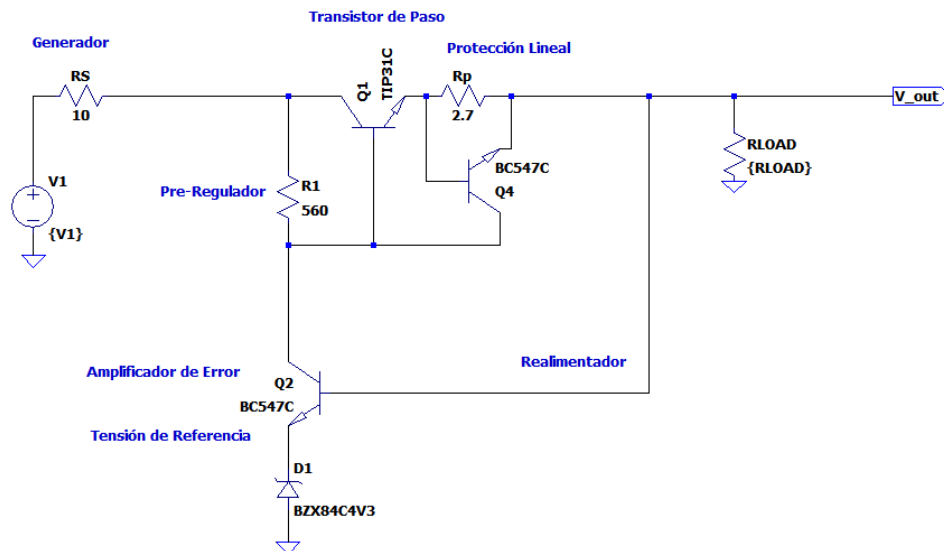 Transistor de Paso
Generador
Protección Lineal
RS
10
Q1
TIP31C
Rp
2.7
V_out
V1
{V1}
Pre-Regulador
R1
560
BC547C
Q4
RLOAD
{RLOAD}
Amplificador de Error
Realimentador
Q2
BC547C
Tensión de Referencia
D1
BZX84C4V3